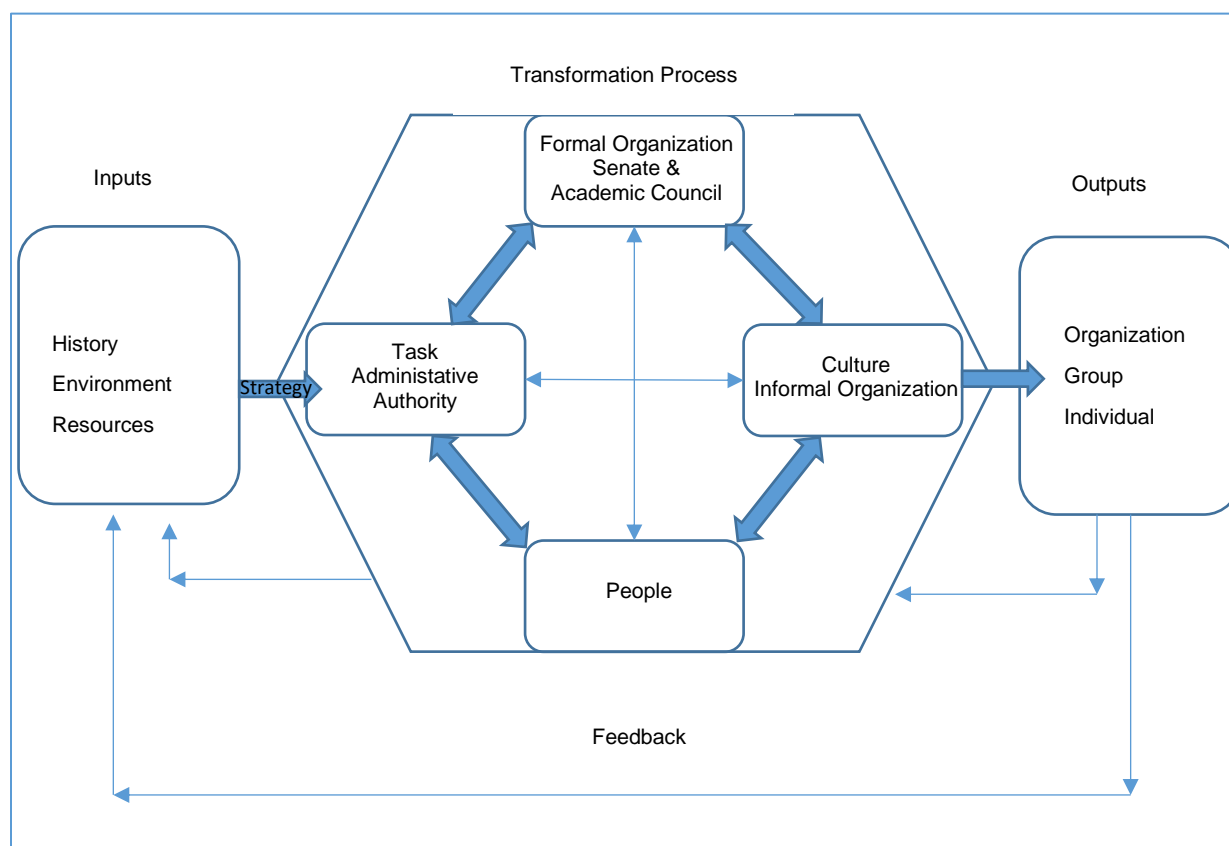 Transformation Process
Inputs
Outputs
Formal Organization
Senate &
Academic Council
History
Environment
Resources
Strategy
Task
Administative
Authority
Culture
Informal Organization
Organization
Group
Individual
People
Feedback